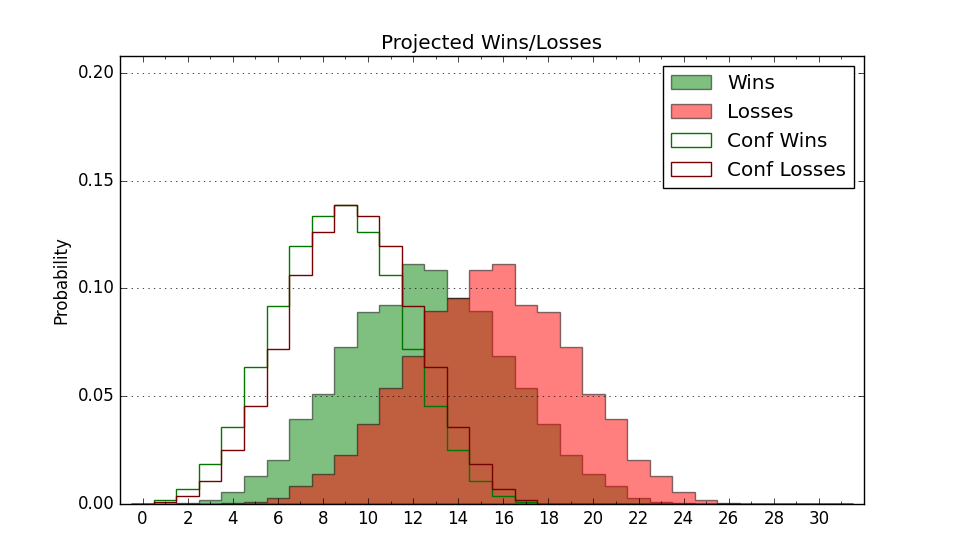 Projected Wins/Losses
0.20
0.15
0.10
0.05
0.00
Probability
Wins
Losses
Conf Wins
Conf Losses
0 2 4 6 8 10 12 14 16 18 20 22 24 26 28 30